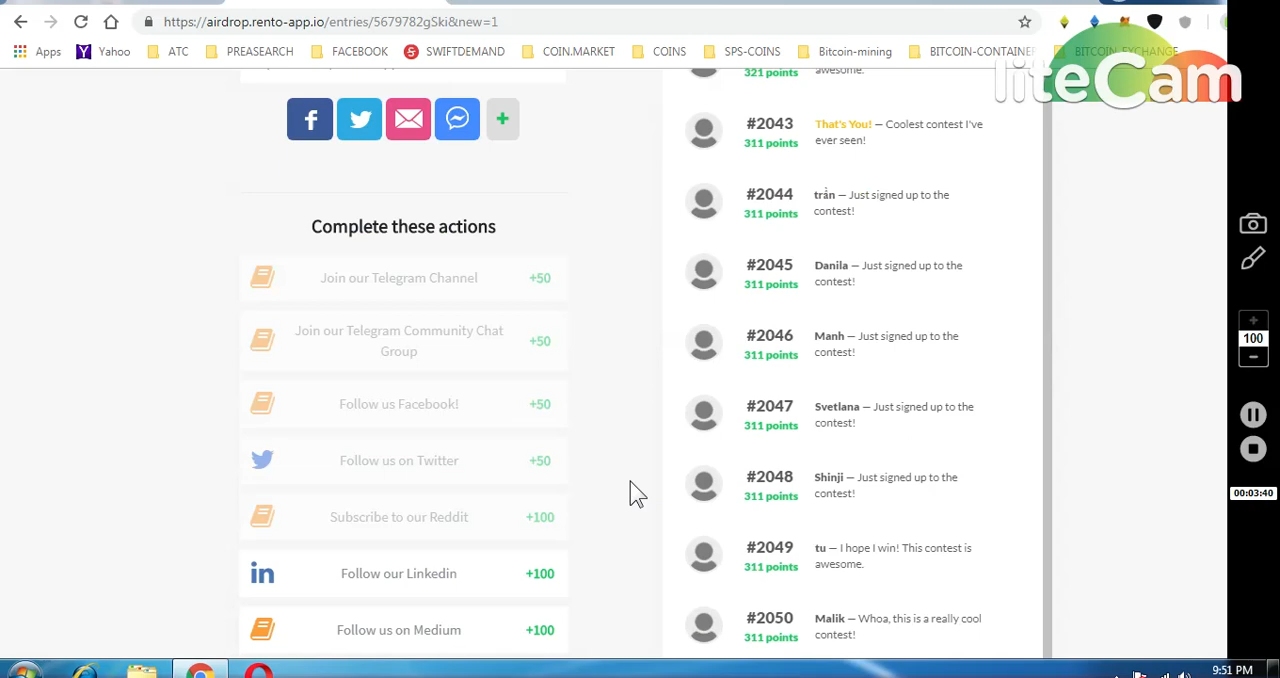 https://airdrop.rento-app.io/entries/5679782gSki&new=1
Apps Yahoo ATC PREASEARCH FACEBOOK SWIFTDEMAND COIN.MARKET COINS SPS-COINS Bitcoin-mining BITCOIN-CONTAINE BITCOIN-EXCHANGE
liteCam
321 points
awesome.
#2043
311 points
That's You! — Coolest contest I've
ever seen!
#2044
311 points
trần — Just signed up to the
contest!
Complete these actions
Join our Telegram Channel +50
Join our Telegram Community Chat
Group
+50
Follow us Facebook! +50
Follow us on Twitter +50
Subscribe to our Reddit +100
Follow our Linkedin +100
Follow us on Medium +100
#2045
311 points
Danila — Just signed up to the
contest!
#2046
311 points
Manh — Just signed up to the
contest!
#2047
311 points
Svetlana — Just signed up to the
contest!
#2048
311 points
Shinji — Just signed up to the
contest!
#2049
311 points
tu — I hope I win! This contest is
awesome.
#2050
311 points
Malik — Whoa, this is a really cool
contest!
100
00:03:40
9:51 PM